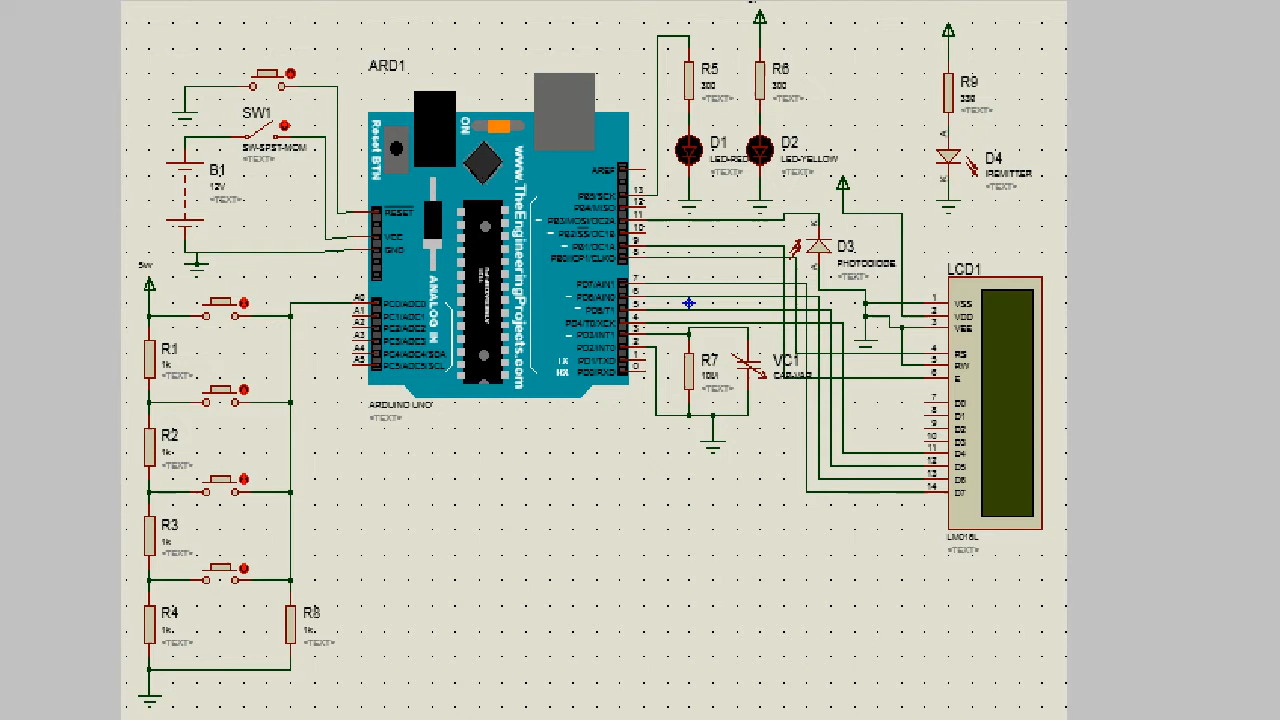 ARD1
SW1
SW-SPST-MOM
<TEXT>
B1
12V
<TEXT>
Reset BTN
ON
www.TheEngineeringProjects.com
ANALOG IN
RESET
VCC
GND
A0
A1
A2
A3
A4
A5
PC0/ADC0
PC1/ADC1
PC2/ADC2
PC3/ADC3
PC4/ADC4/SDA
PC5/ADC5/SCL
AREF
PB5/SCK
PB4/MISO
PB3/MOSI/OC2A
PB2/SS/OC1B
PB1/OC1A
PB0/ICP1/CLKO
PD7/AIN1
PD6/AIN0
PD5/T1
PD4/T0/XCK
PD3/INT1
PD2/INT0
PD1/TXD
PD0/RXD
13
12
11
10
9
8
7
6
5
4
3
2
1
0
ARDUINO UNO
<TEXT>
R1
1k
<TEXT>
R2
1k
<TEXT>
R3
1k
<TEXT>
R4
1k
<TEXT>
R8
1k
<TEXT>
R5
300
<TEXT>
R6
300
<TEXT>
D1
LED-RED
<TEXT>
D2
LED-YELLOW
<TEXT>
R9
330
<TEXT>
D4
IREMITTER
<TEXT>
A
K
D3
PHOTODIODE
<TEXT>
K
A
R7
<TEXT>
VC1
CAP-VAR
LCD1
1
2
3
4
5
6
7
8
9
10
11
12
13
14
VSS
VDD
VEE
RS
RW
E
D0
D1
D2
D3
D4
D5
D6
D7
LM016L
<TEXT>